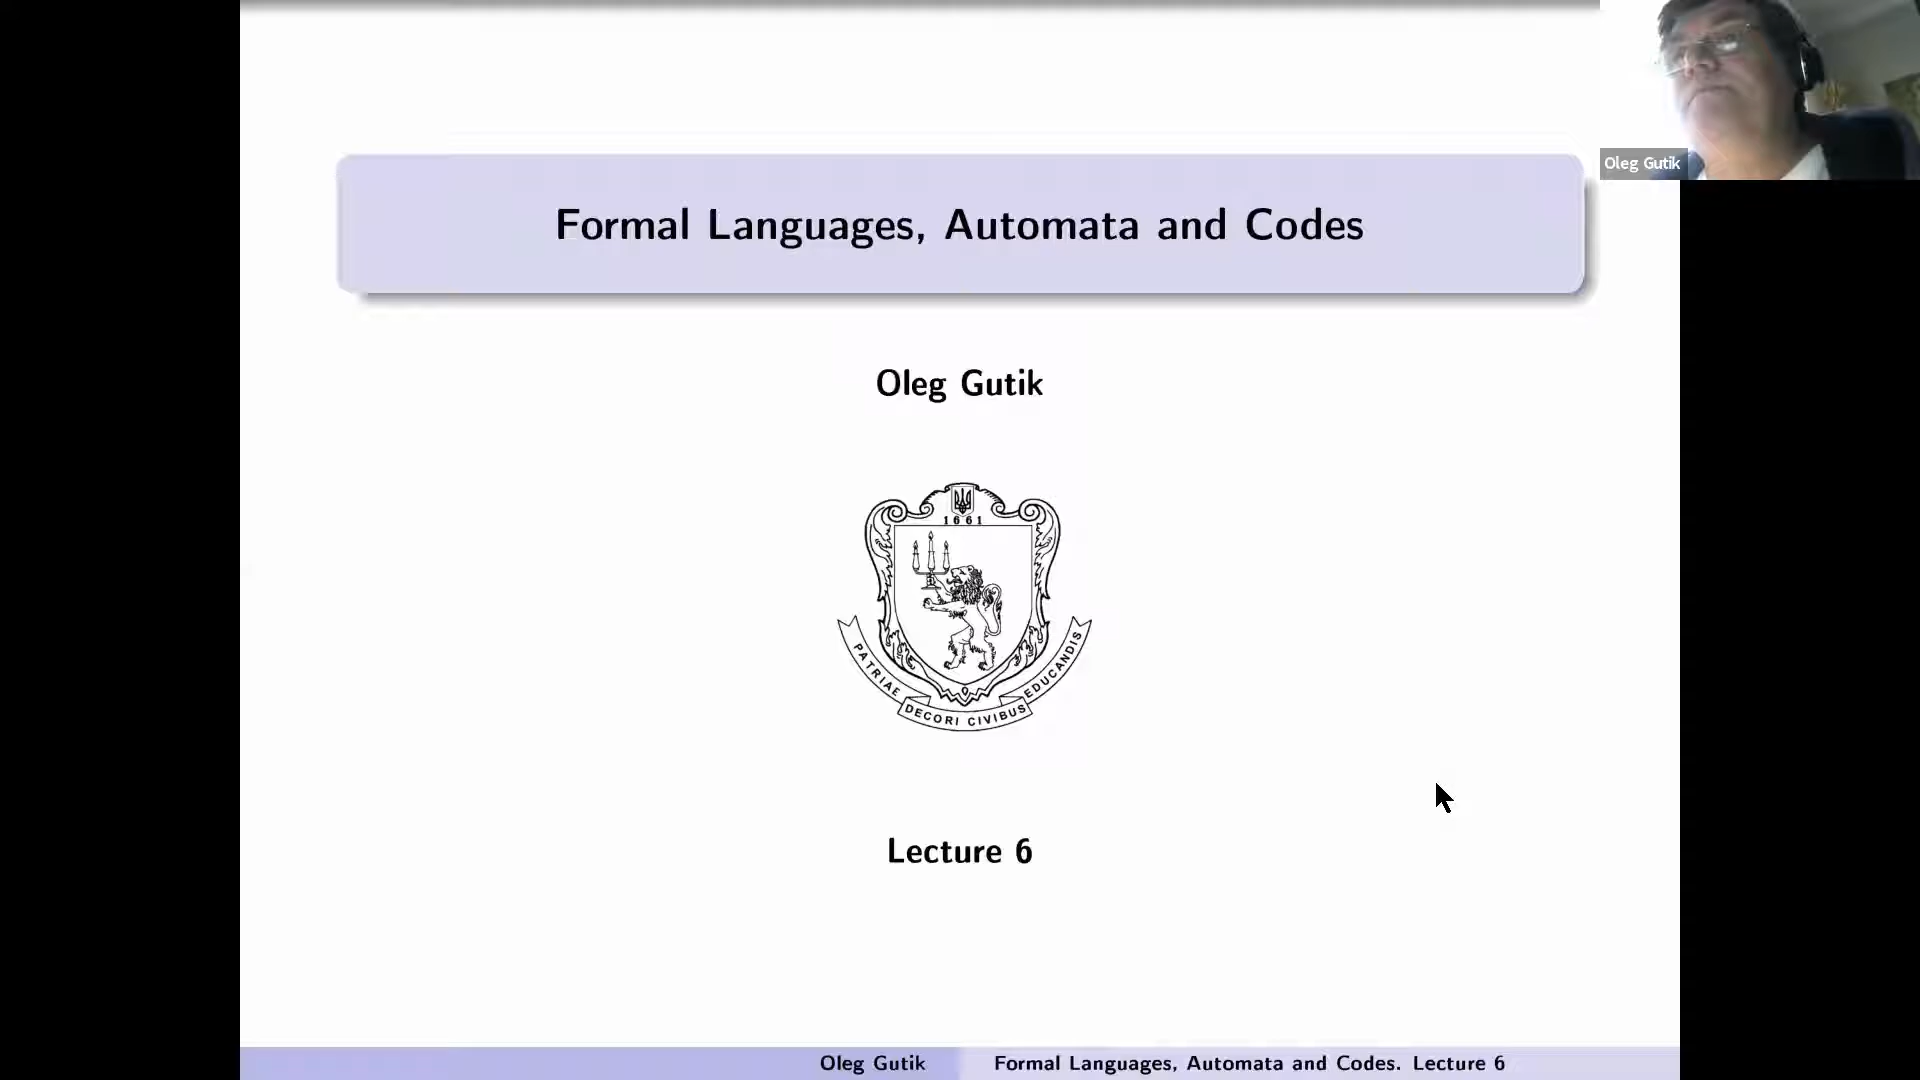 Formal Languages, Automata and Codes
Oleg Gutik
Oleg Gutik
1661
PATRIAE
DECORI CIVIBUS
EDUCANDIS
Lecture 6
Oleg Gutik
Formal Languages, Automata and Codes. Lecture 6